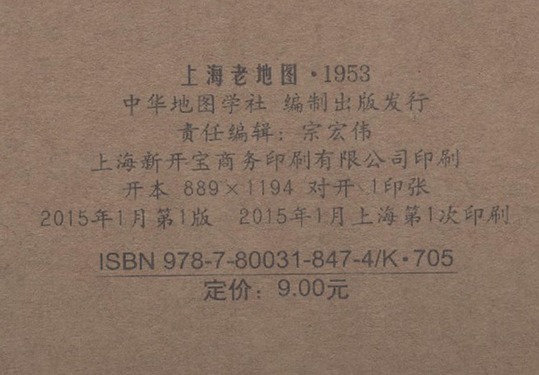 上海老地图·1953
中华地图学社 编制出版发行
责任编辑：宗宏伟
上海新开宝商务印刷有限公司印刷
开本 889×1194 对开 1印张
2015年1月第1版 2015年1月上海第1次印刷
ISBN 978-7-80031-847-4/K·705
定价：9.00元